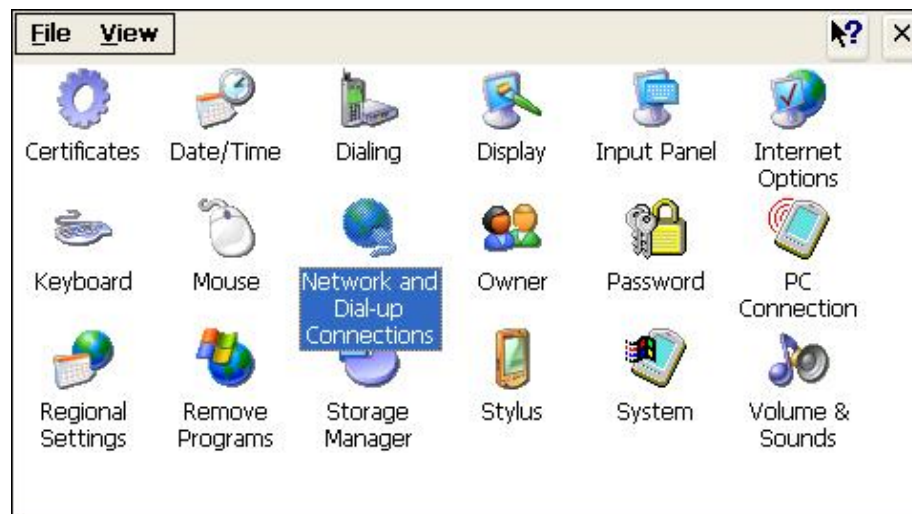 File View ?
Certificates Date/Time Dialing Display Input Panel Internet
Options
Keyboard Mouse Network and Owner Password PC
Dial-up Connection
Connections
Regional Remove Storage Stylus System Volume &
Settings Programs Manager Sounds